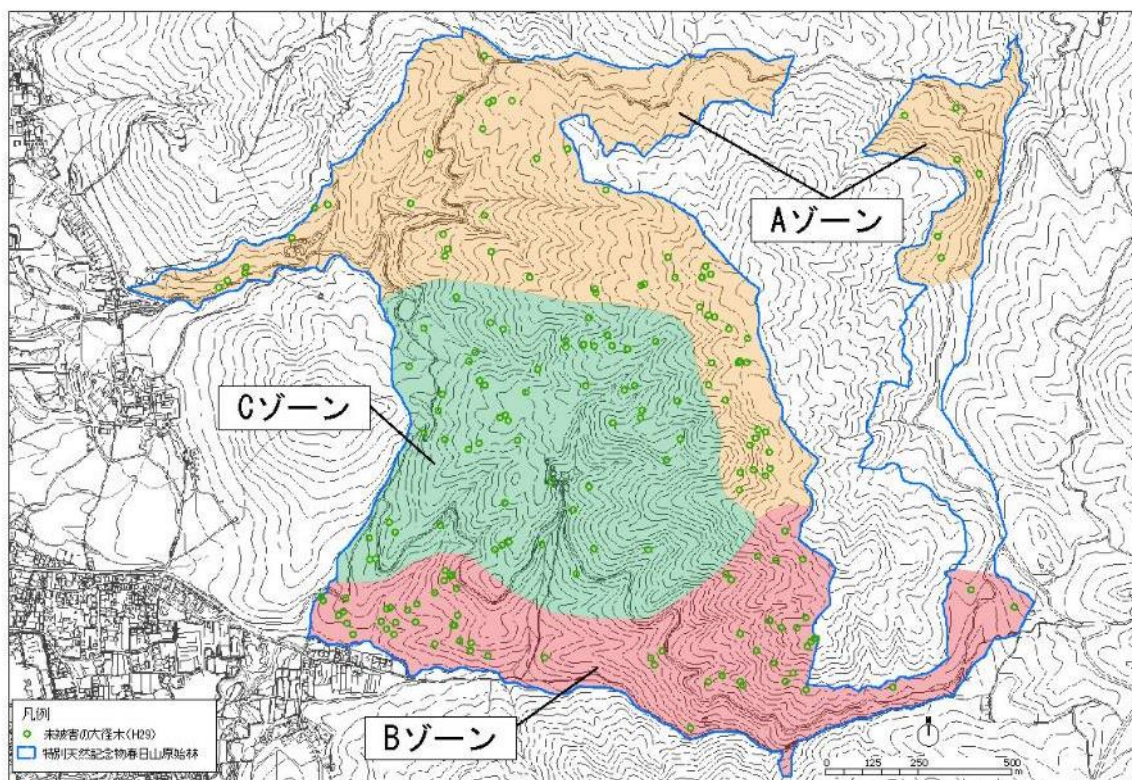 Aゾーン
Cゾーン
Bゾーン
凡例
未被害の大径木(H29)
特別天然記念物春日山原始林
N
0 125 250 500
m